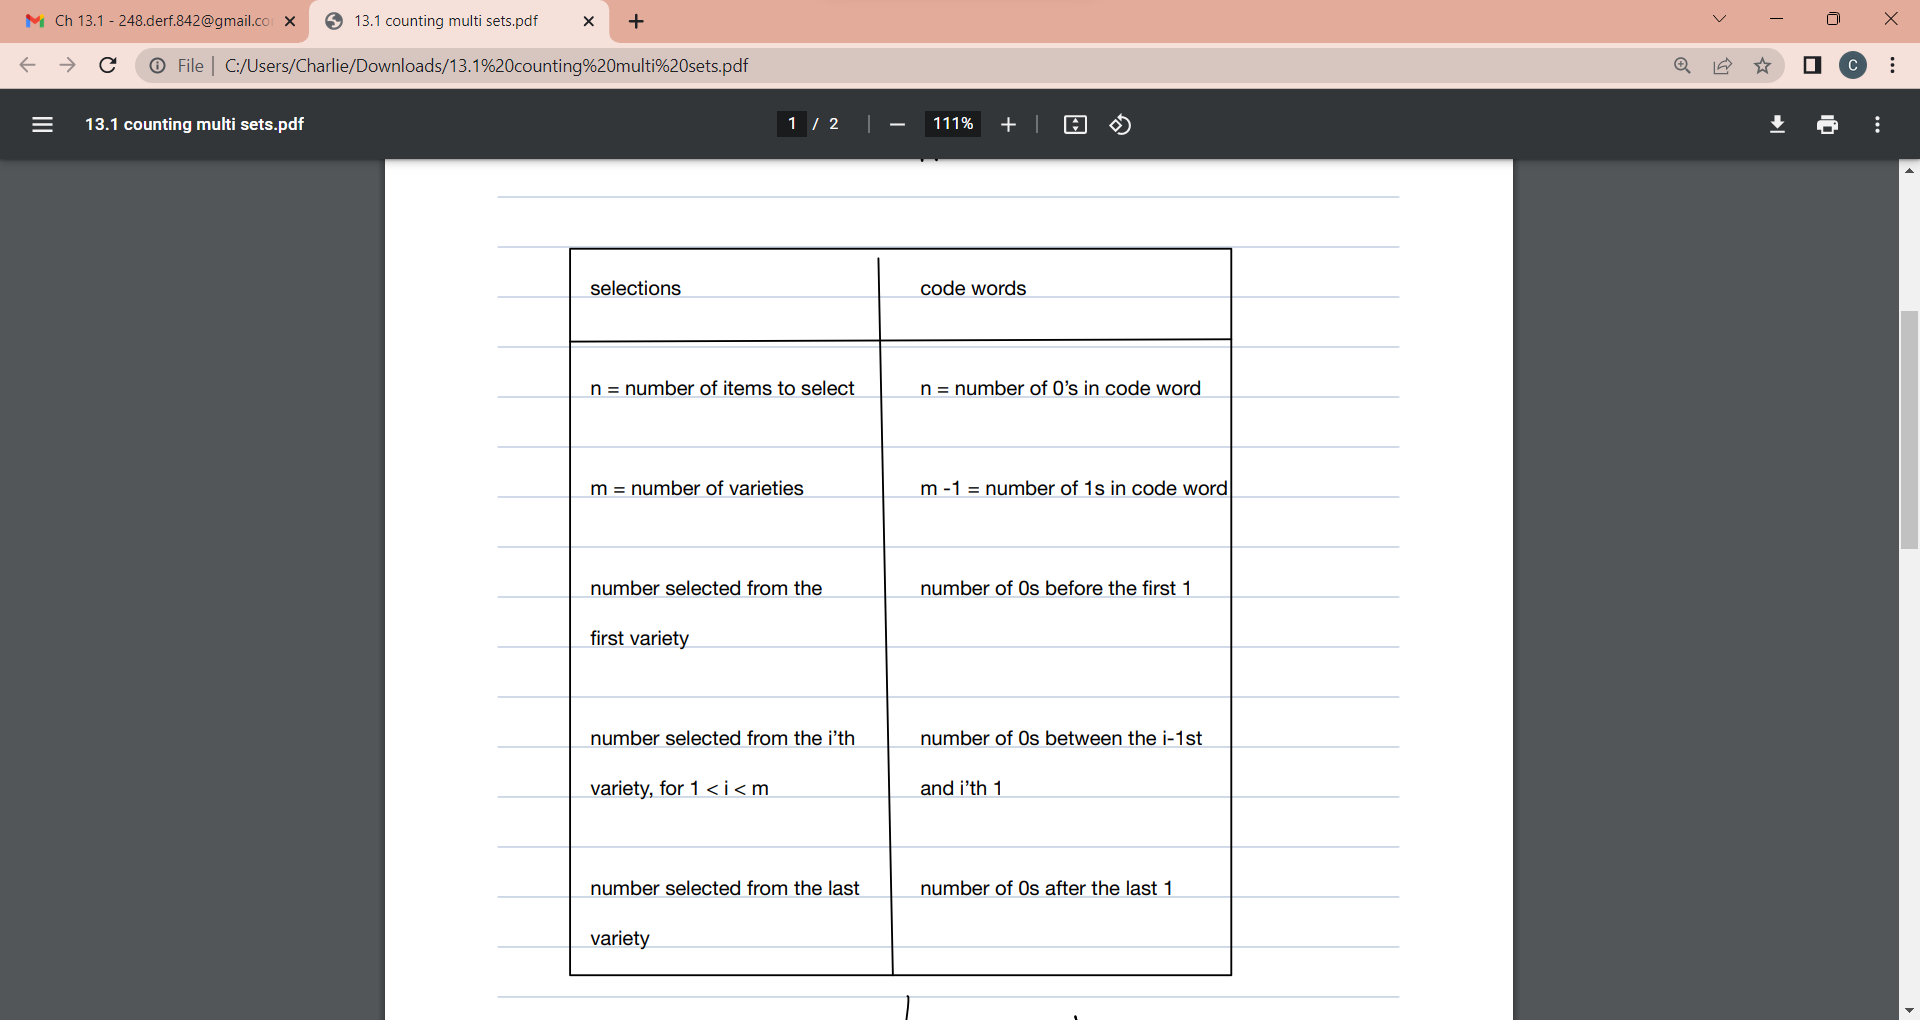 Ch 13.1 - 248.derf.842@gmail.co
13.1 counting multi sets.pdf
File
C:/Users/Charlie/Downloads/13.1%20counting%20multi%20sets.pdf
C
13.1 counting multi sets.pdf
1 / 2
111%
selections
code words
n = number of items to select
n = number of 0’s in code word
m = number of varieties
m -1 = number of 1s in code word
number selected from the
first variety
number of 0s before the first 1
number selected from the i’th
variety, for 1 < i < m
number of 0s between the i-1st
and i’th 1
number selected from the last
variety
number of 0s after the last 1